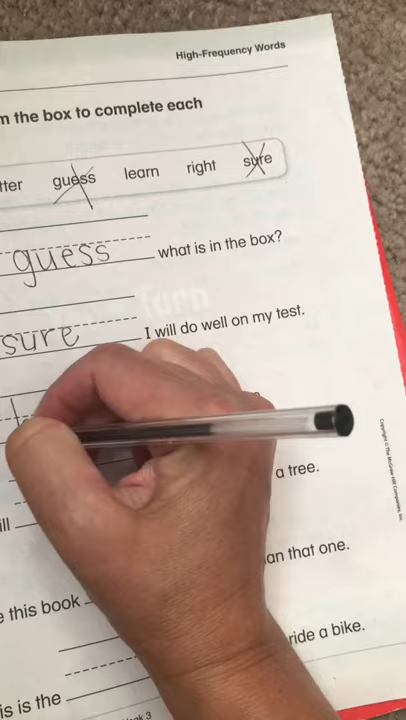 High-Frequency Words
m the box to complete each
tter guess learn right sure
guess what is in the box?
sure I will do well on my test.
a tree.
ill
an that one.
e this book
ride a bike.
is is the
Copyright © The McGraw-Hill Companies, Inc.